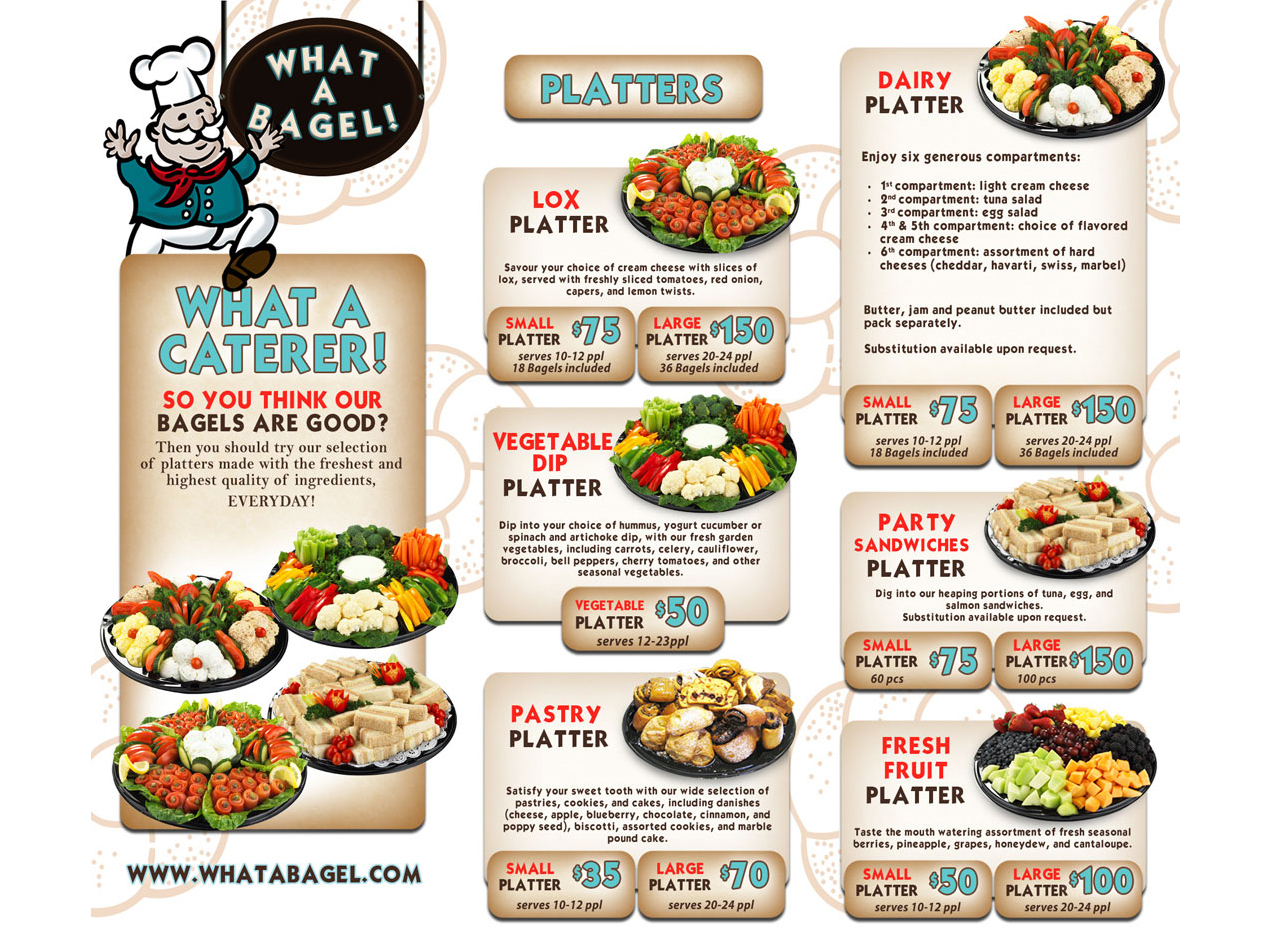 WHAT
A
BAGEL!
WHAT A
CATERER!
SO YOU THINK OUR
BAGELS ARE GOOD?
Then you should try our selection
of platters made with the freshest and
highest quality of ingredients,
EVERYDAY!
WWW.WHATABAGEL.COM
PLATTERS
LOX
PLATTER
Savour your choice of cream cheese with slices of
lox, served with freshly sliced tomatoes, red onion,
capers, and lemon twists.
SMALL
PLATTER $75
serves 10-12 ppl
18 Bagels included
LARGE
PLATTER $150
serves 20-24 ppl
36 Bagels included
VEGETABLE
DIP
PLATTER
Dip into your choice of hummus, yogurt cucumber or
spinach and artichoke dip, with our fresh garden
vegetables, including carrots, celery, cauliflower,
broccoli, bell peppers, cherry tomatoes, and other
seasonal vegetables.
VEGETABLE
PLATTER $50
serves 12-23ppl
PASTRY
PLATTER
Satisfy your sweet tooth with our wide selection of
pastries, cookies, and cakes, including danishes
(cheese, apple, blueberry, chocolate, cinnamon, and
poppy seed), biscotti, assorted cookies, and marble
pound cake.
SMALL
PLATTER $35
serves 10-12 ppl
LARGE
PLATTER $70
serves 20-24 ppl
DAIRY
PLATTER
Enjoy six generous compartments:
• 1st compartment: light cream cheese
• 2nd compartment: tuna salad
• 3rd compartment: egg salad
• 4th & 5th compartment: choice of flavored
cream cheese
• 6th compartment: assortment of hard
cheeses (cheddar, havarti, swiss, marbel)
Butter, jam and peanut butter included but
pack separately.
Substitution available upon request.
SMALL
PLATTER $75
serves 10-12 ppl
18 Bagels included
LARGE
PLATTER $150
serves 20-24 ppl
36 Bagels included
PARTY
SANDWICHES
PLATTER
Dig into our heaping portions of tuna, egg, and
salmon sandwiches.
Substitution available upon request.
SMALL
PLATTER $75
60 pcs
LARGE
PLATTER $150
100 pcs
FRESH
FRUIT
PLATTER
Taste the mouth watering assortment of fresh seasonal
berries, pineapple, grapes, honeydew, and cantaloupe.
SMALL
PLATTER $50
serves 10-12 ppl
LARGE
PLATTER $100
serves 20-24 ppl